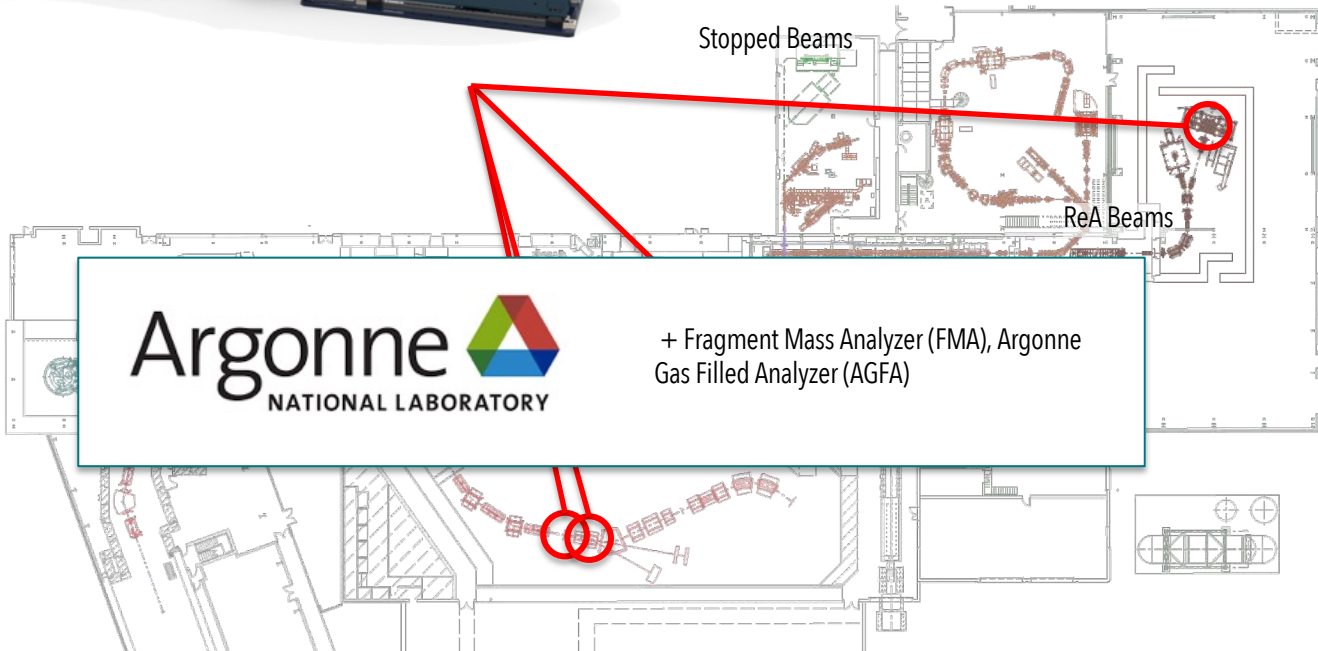 Stopped Beams
ReA Beams
Argonne
NATIONAL LABORATORY
+ Fragment Mass Analyzer (FMA), Argonne
Gas Filled Analyzer (AGFA)